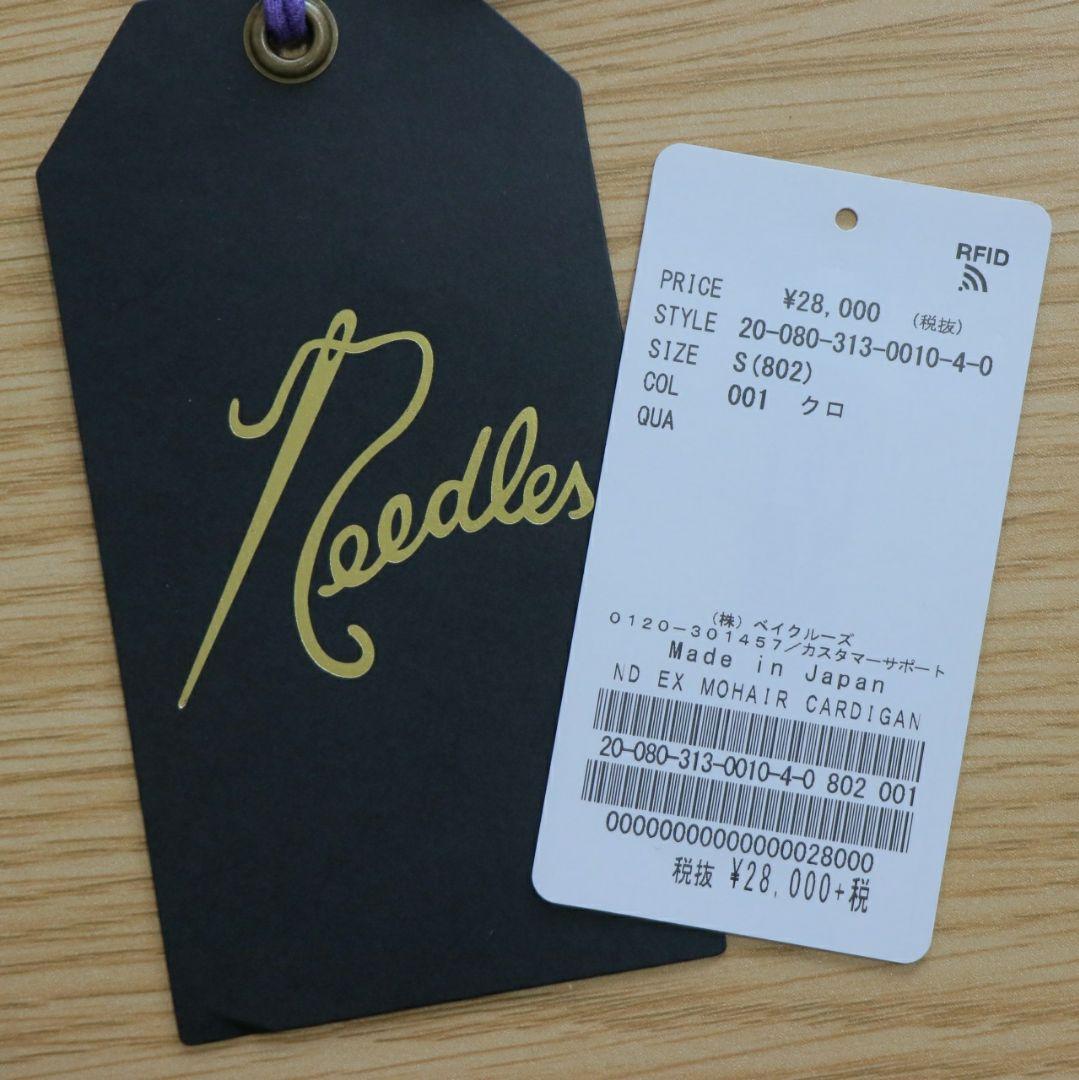 Needles
RFID
PRICE ¥28,000 (税抜)
STYLE 20-080-313-0010-4-0
SIZE S(802)
COL 001 クロ
QUA
(株) ベイクルーズ
0120-301457/カスタマーサポート
Made in Japan
ND EX MOHAIR CARDIGAN
20-080-313-0010-4-0 802 001
00000000000000028000
税抜 ¥28,000+税